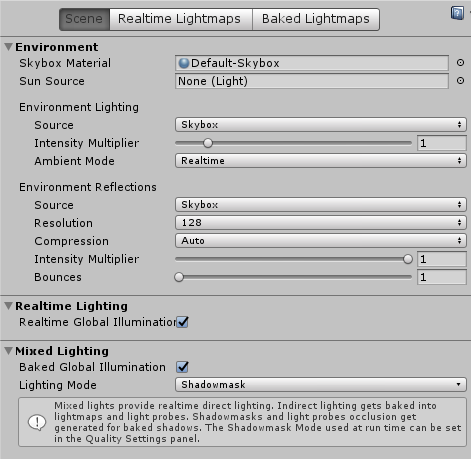 Scene Realtime Lightmaps Baked Lightmaps
Environment
Skybox Material Default-Skybox
Sun Source None (Light)
Environment Lighting
Source Skybox
Intensity Multiplier 1
Ambient Mode Realtime
Environment Reflections
Source Skybox
Resolution 128
Compression Auto
Intensity Multiplier 1
Bounces 1
Realtime Lighting
Realtime Global Illumination
Mixed Lighting
Baked Global Illumination
Lighting Mode Shadowmask
Mixed lights provide realtime direct lighting. Indirect lighting gets baked into
lightmaps and light probes. Shadowmasks and light probes occlusion get
generated for baked shadows. The Shadowmask Mode used at run time can be set
in the Quality Settings panel.